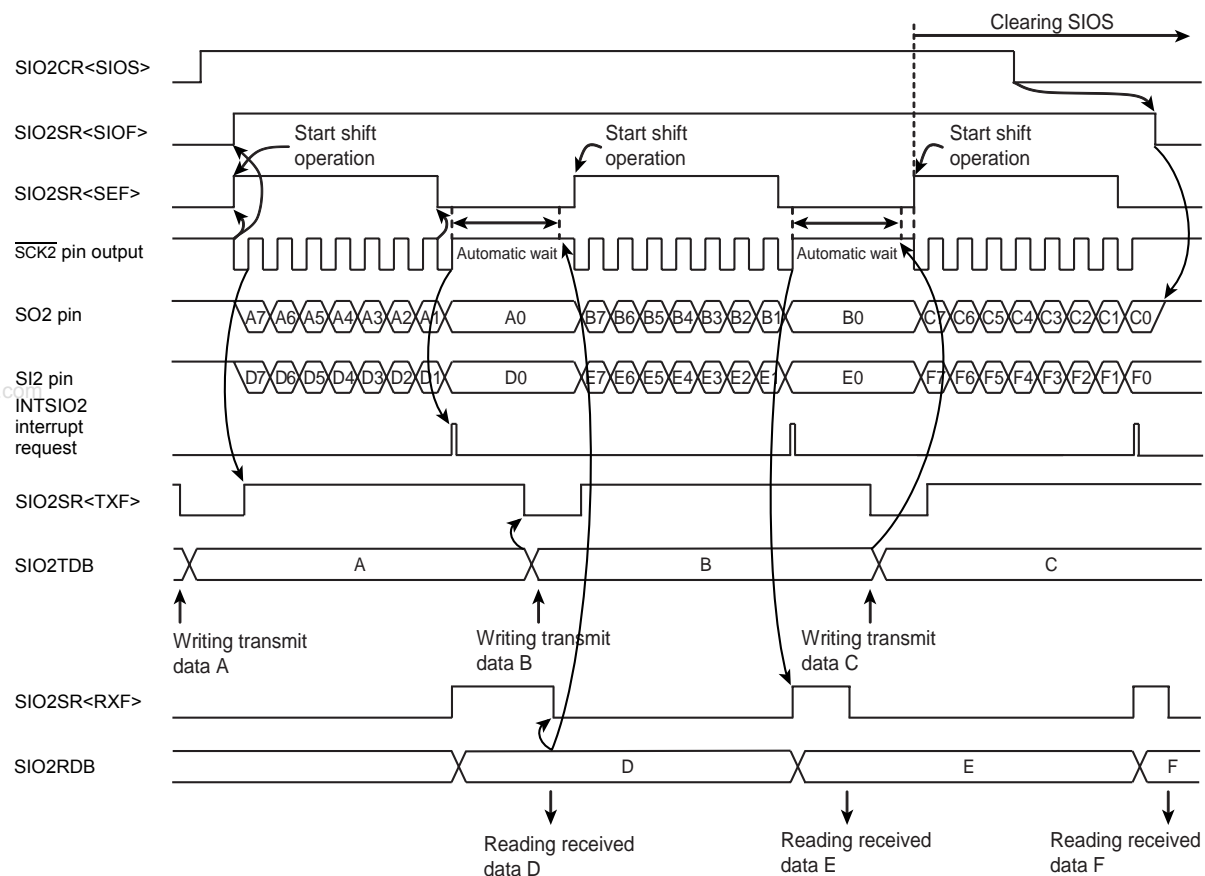 Clearing SIOS
SIO2CR<SIOS>
SIO2SR<SIOF>
Start shift
operation
Start shift
operation
Start shift
operation
SIO2SR<SEF>
SCK2 pin output
Automatic wait
Automatic wait
SO2 pin
A7 A6 A5 A4 A3 A2 A1 A0 B7 B6 B5 B4 B3 B2 B1 B0 C7 C6 C5 C4 C3 C2 C1 C0
SI2 pin
D7 D6 D5 D4 D3 D2 D1 D0 E7 E6 E5 E4 E3 E2 E1 E0 F7 F6 F5 F4 F3 F2 F1 F0
.com
INTSIO2
interrupt
request
SIO2SR<TXF>
SIO2TDB
A B C
Writing transmit
data A
Writing transmit
data B
Writing transmit
data C
SIO2SR<RXF>
SIO2RDB
D E F
Reading received
data D
Reading received
data E
Reading received
data F